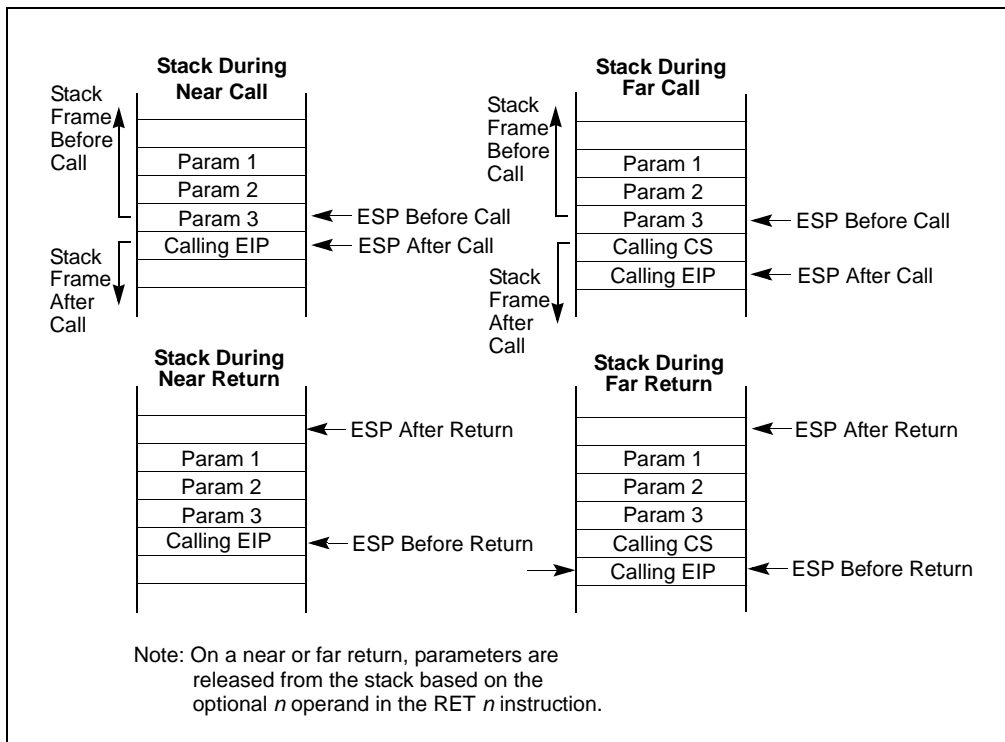 Stack During
Near Call
Stack
Frame
Before
Call
Param 1
Param 2
Param 3
Calling EIP
ESP Before Call
ESP After Call
Stack
Frame
After
Call
Stack During
Far Call
Stack
Frame
Before
Call
Param 1
Param 2
Param 3
Calling CS
Calling EIP
ESP Before Call
ESP After Call
Stack
Frame
After
Call
Stack During
Near Return
ESP After Return
Param 1
Param 2
Param 3
Calling EIP
ESP Before Return
Stack During
Far Return
ESP After Return
Param 1
Param 2
Param 3
Calling CS
Calling EIP
ESP Before Return
Note: On a near or far return, parameters are
released from the stack based on the
optional n operand in the RET n instruction.